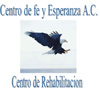 Centro de fe y Esperanza A.C.
Centro de Rehabilitacion